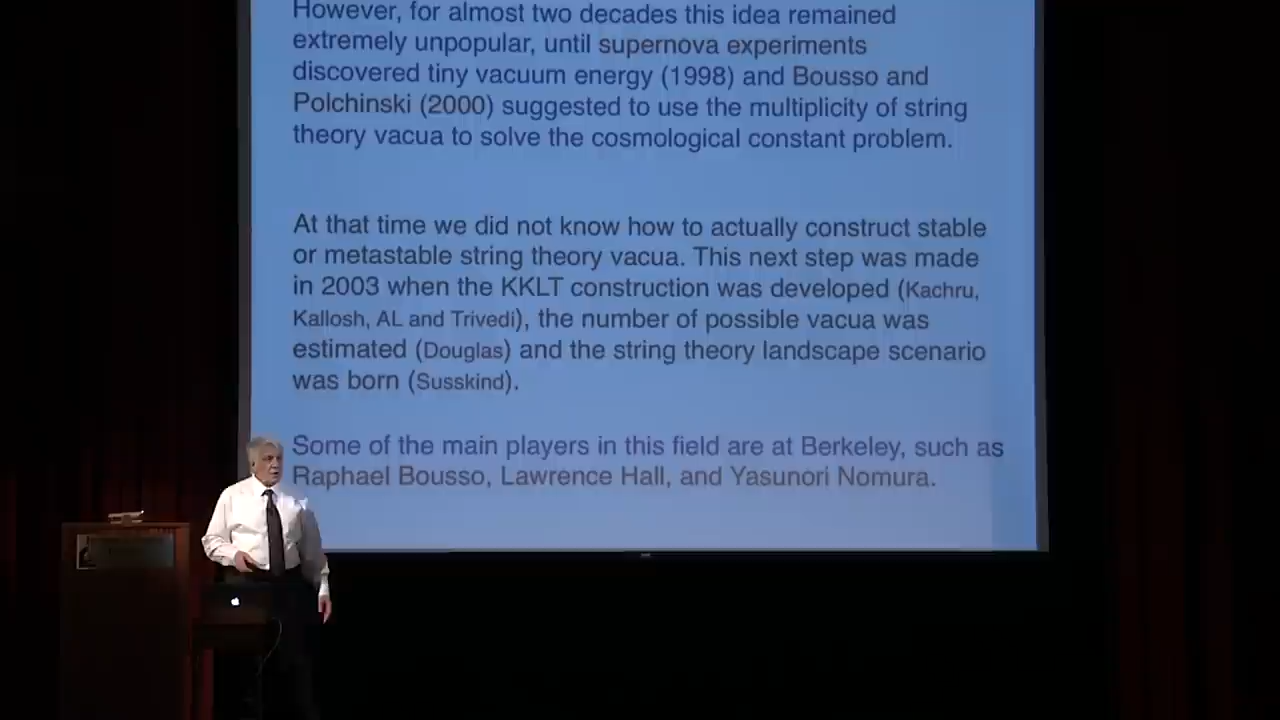 However, for almost two decades this idea remained
extremely unpopular, until supernova experiments
discovered tiny vacuum energy (1998) and Bousso and
Polchinski (2000) suggested to use the multiplicity of string
theory vacua to solve the cosmological constant problem.
At that time we did not know how to actually construct stable
or metastable string theory vacua. This next step was made
in 2003 when the KKLT construction was developed (Kachru,
Kallosh, AL and Trivedi), the number of possible vacua was
estimated (Douglas) and the string theory landscape scenario
was born (Susskind).
Some of the main players in this field are at Berkeley, such as
Raphael Bousso, Lawrence Hall, and Yasunori Nomura.